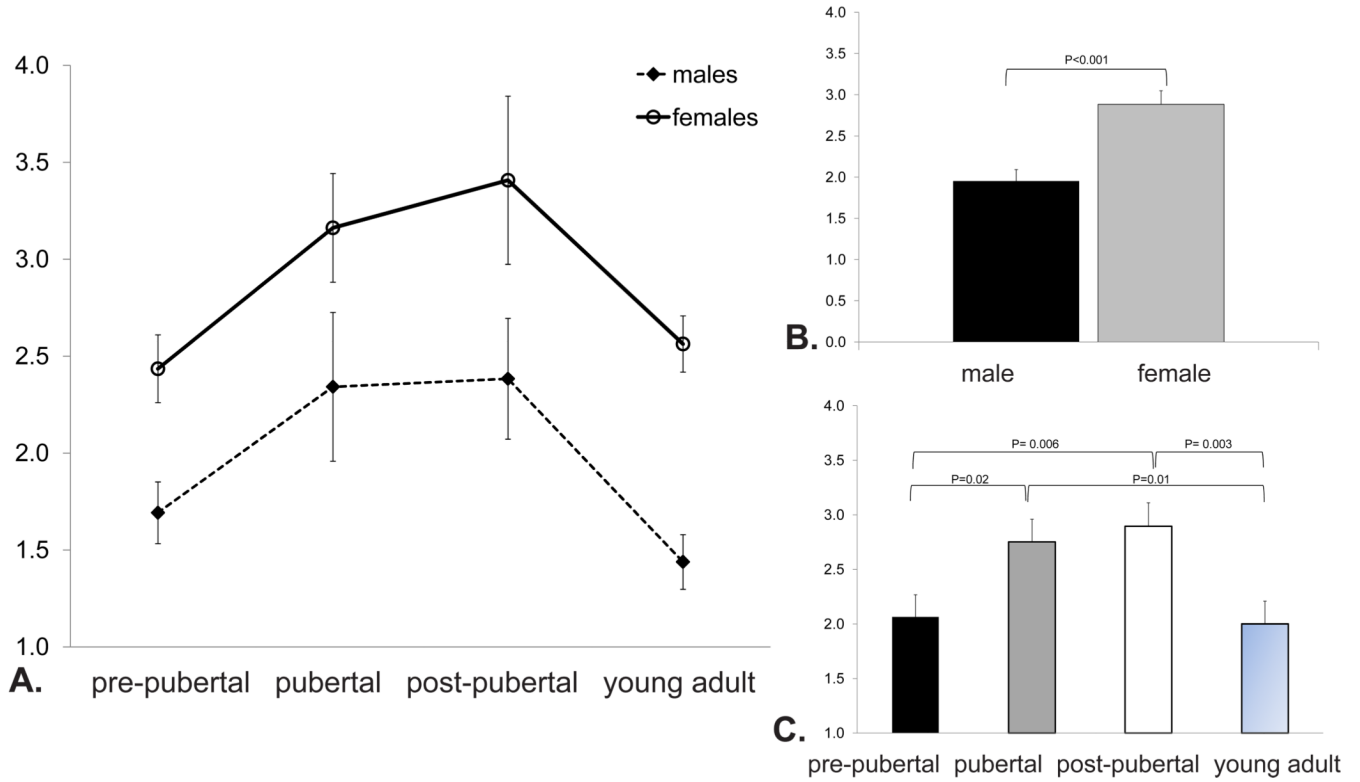 4.0
3.5
3.0
2.5
2.0
1.5
1.0
males
females
pre-pubertal pubertal post-pubertal young adult
A.
4.0
3.5
3.0
2.5
2.0
1.5
1.0
0.5
0.0
P<0.001
male female
B.
4.0
3.5
3.0
2.5
2.0
1.5
1.0
P= 0.006 P= 0.003
P=0.02 P=0.01
C.
pre-pubertal pubertal post-pubertal young adult